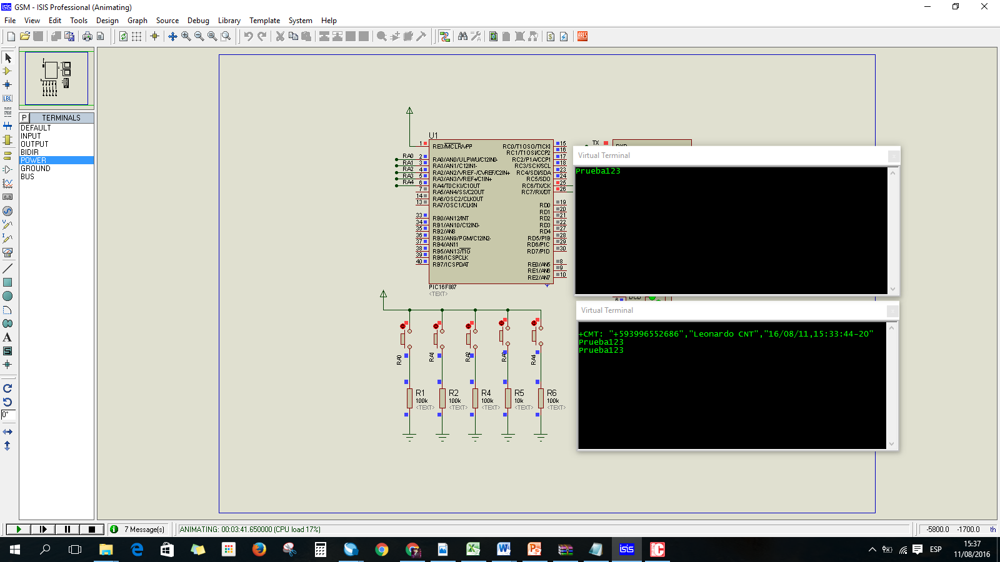 GSM - ISIS Professional (Animating)
File View Edit Tools Design Graph Source Debug Library Template System Help
P TERMINALS
DEFAULT
INPUT
OUTPUT
BIDIR
POWER
GROUND
BUS
LBL
A
0°
U1
1 RE3/MCLR/VPP
RA0 2 RA0/AN0/ULPWU/C12IN0-
RA1 3 RA1/AN1/C12IN1-
RA2 4 RA2/AN2/VREF-/CVREF/C2IN+
RA3 5 RA3/AN3/VREF+/C1IN+
RA4 6 RA4/T0CKI/C1OUT
7 RA5/AN4/SS/C2OUT
14 RA6/OSC2/CLKOUT
13 RA7/OSC1/CLKIN
33 RB0/AN12/INT
34 RB1/AN10/C12IN3-
35 RB2/AN8
36 RB3/AN9/PGM/C12IN2-
37 RB4/AN11
38 RB5/AN13/T1G
39 RB6/ICSPCLK
40 RB7/ICSPDAT
RC0/T1OSO/T1CKI 15
RC1/T1OSI/CCP2 16
RC2/P1A/CCP1 17
RC3/SCK/SCL 18
RC4/SDI/SDA 23
RC5/SDO 24
RC6/TX/CK 25
RC7/RX/DT 26
RD0 19
RD1 20
RD2 21
RD3 22
RD4 27
RD5/P1B 28
RD6/P1C 29
RD7/P1D 30
RE0/AN5 8
RE1/AN6 9
RE2/AN7 10
PIC16F887
<TEXT>
TX
Virtual Terminal
Prueba123
Virtual Terminal
+CMT: "+593996552686","Leonardo CNT","16/08/11,15:33:44-20"
Prueba123
Prueba123
RA0 RA1 RA2 RA3 RA4
R1 R2 R4 R5 R6
100k 100k 100k 10k 100k
<TEXT> <TEXT> <TEXT> <TEXT> <TEXT>
7 Message(s) ANIMATING: 00:03:41.650000 (CPU load 17%) -5800.0 -1700.0 th
ESP
15:37
11/08/2016